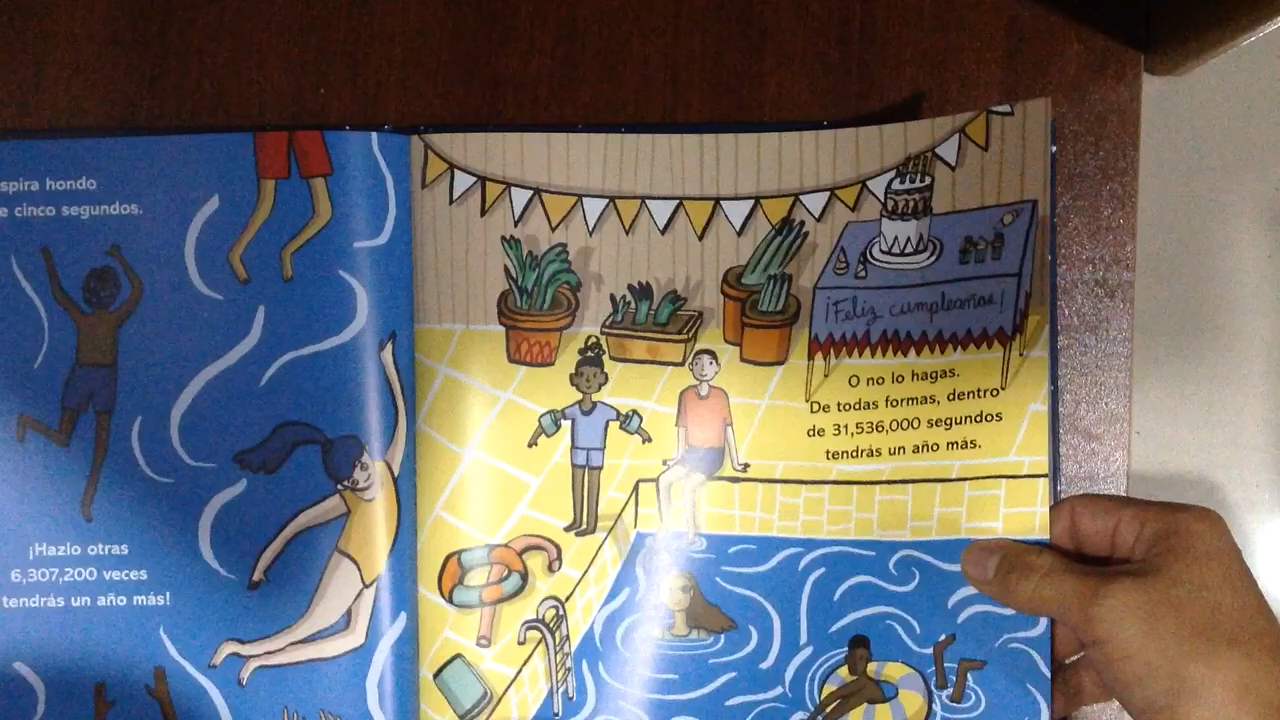 spira hondo
e cinco segundos.
¡Hazlo otras
6,307,200 veces
tendrás un año más!
¡Feliz cumpleaños!
O no lo hagas.
De todas formas, dentro
de 31,536,000 segundos
tendrás un año más.